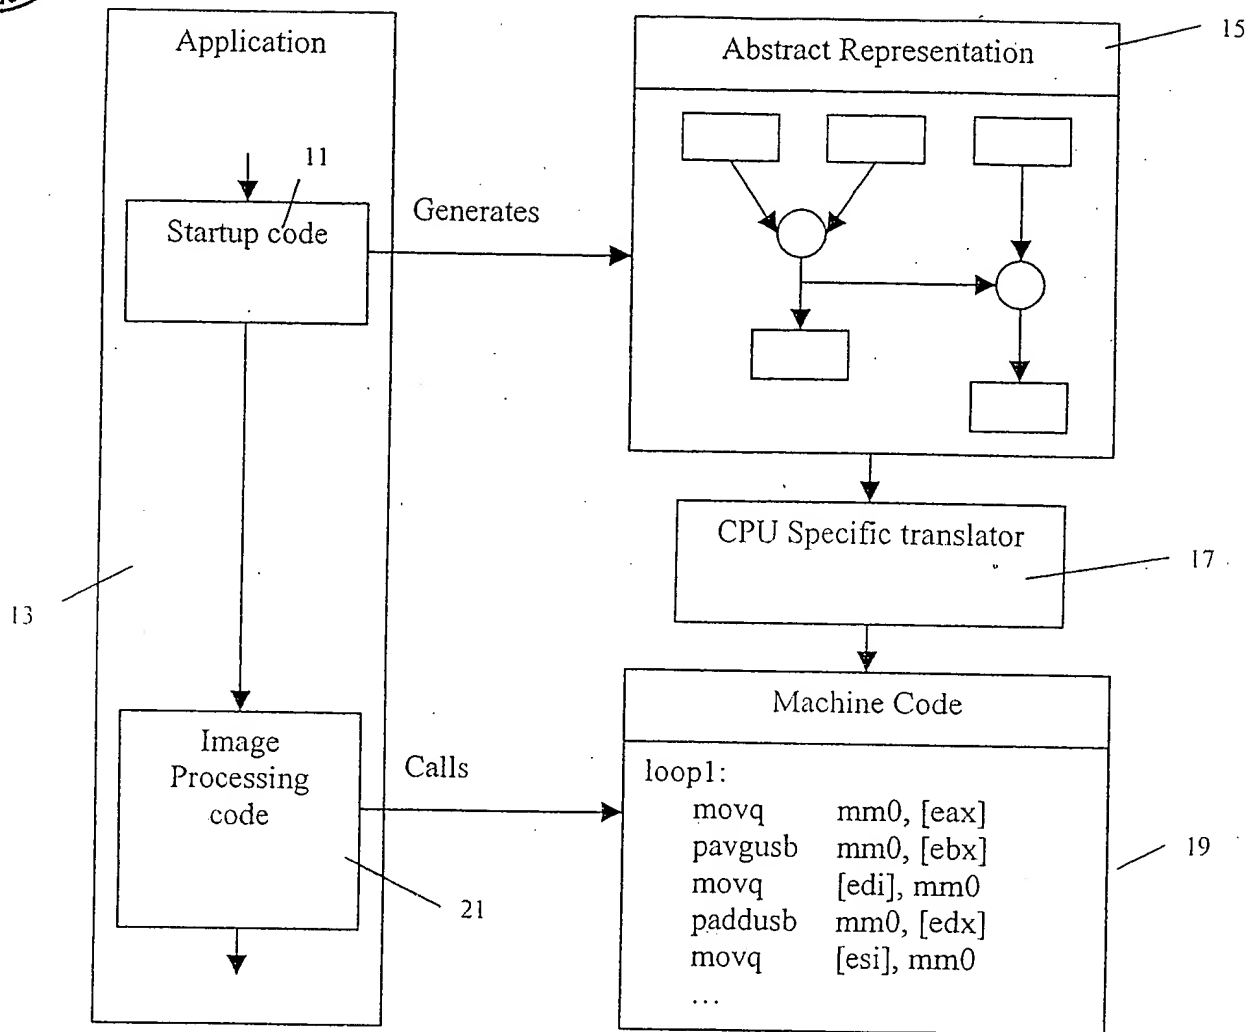 Application
11
Startup code
Generates
Abstract Representation
15
CPU Specific translator
17
13
Image
Processing
code
21
Calls
Machine Code
19
loop1:
movq mm0, [eax]
pavgusb mm0, [ebx]
movq [edi], mm0
paddusb mm0, [edx]
movq [esi], mm0
...